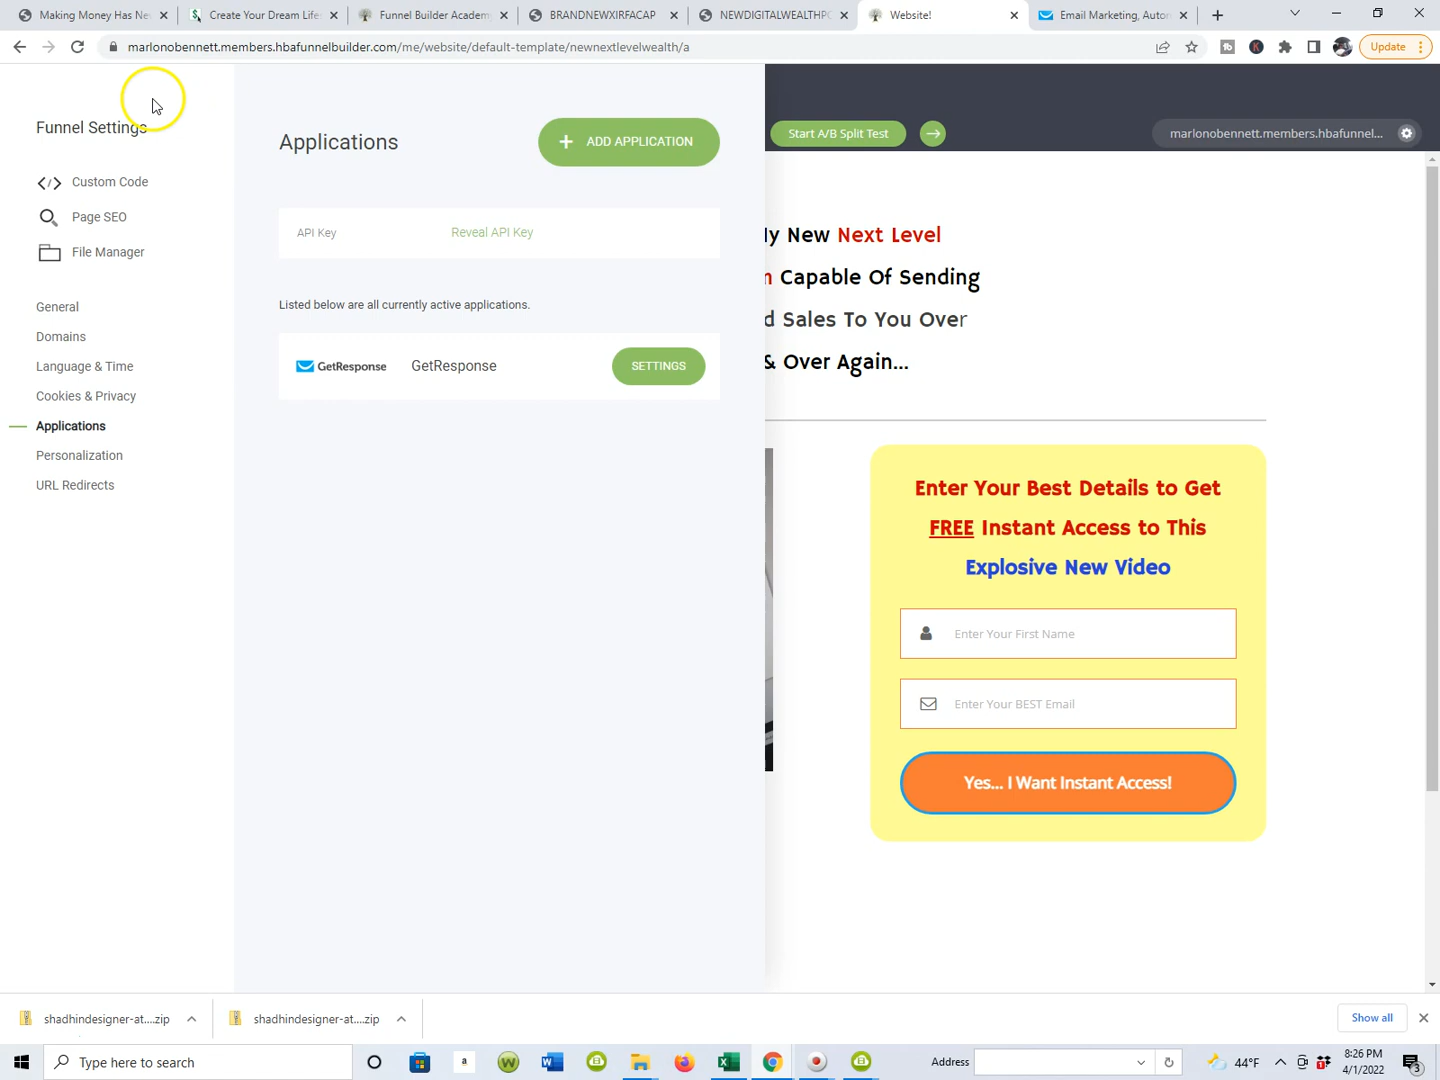 Making Money Has Ne
Create Your Dream Life
Funnel Builder Academ
BRANDNEWXIRFACAP
NEWDIGITALWEALTHPO
Website!
Email Marketing, Autor
marlonobennett.members.hbafunnelbuilder.com/me/website/default-template/newnextlevelwealth/a
tb
K
Update
Funnel Settings
Custom Code
Page SEO
File Manager
General
Domains
Language & Time
Cookies & Privacy
Applications
Personalization
URL Redirects
Applications
+ ADD APPLICATION
API Key
Reveal API Key
Listed below are all currently active applications.
GetResponse
GetResponse
SETTINGS
Start A/B Split Test
marlonobennett.members.hbafunnel...
y New Next Level
Capable Of Sending
d Sales To You Over
& Over Again...
Enter Your Best Details to Get
FREE Instant Access to This
Explosive New Video
Enter Your First Name
Enter Your BEST Email
Yes... I Want Instant Access!
shadhindesigner-at....zip
shadhindesigner-at....zip
Show all
Type here to search
a
Address
44°F
8:26 PM
4/1/2022
3